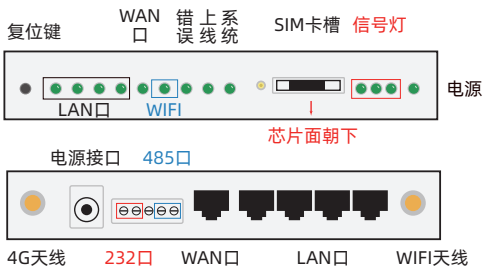 复位键 WAN口 错误 上线 系统 SIM卡槽 信号灯
电源
LAN口 WIFI
芯片面朝下
电源接口 485口
4G天线 232口 WAN口 LAN口 WIFI天线